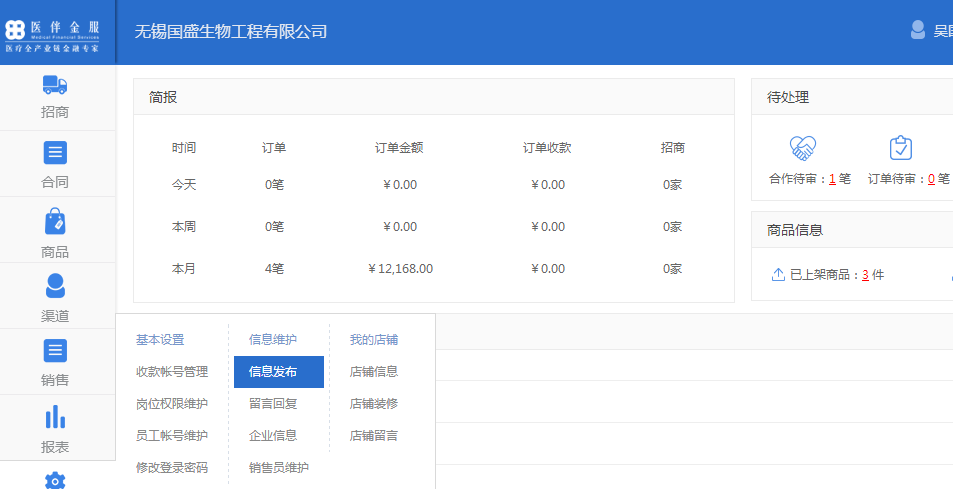 医伴金服
Medical Financial Services
医疗全产业链金融专家
无锡国盛生物工程有限公司
招商
合同
商品
渠道
销售
报表
简报
时间 订单 订单金额 订单收款 招商
今天 0笔 ¥0.00 ¥0.00 0家
本周 0笔 ¥0.00 ¥0.00 0家
本月 4笔 ¥12,168.00 ¥0.00 0家
待处理
合作待审：1 笔 订单待审：0 笔
商品信息
已上架商品：3 件
基本设置 信息维护 我的店铺
收款帐号管理 信息发布 店铺信息
岗位权限维护 留言回复 店铺装修
员工帐号维护 企业信息 店铺留言
修改登录密码 销售员维护